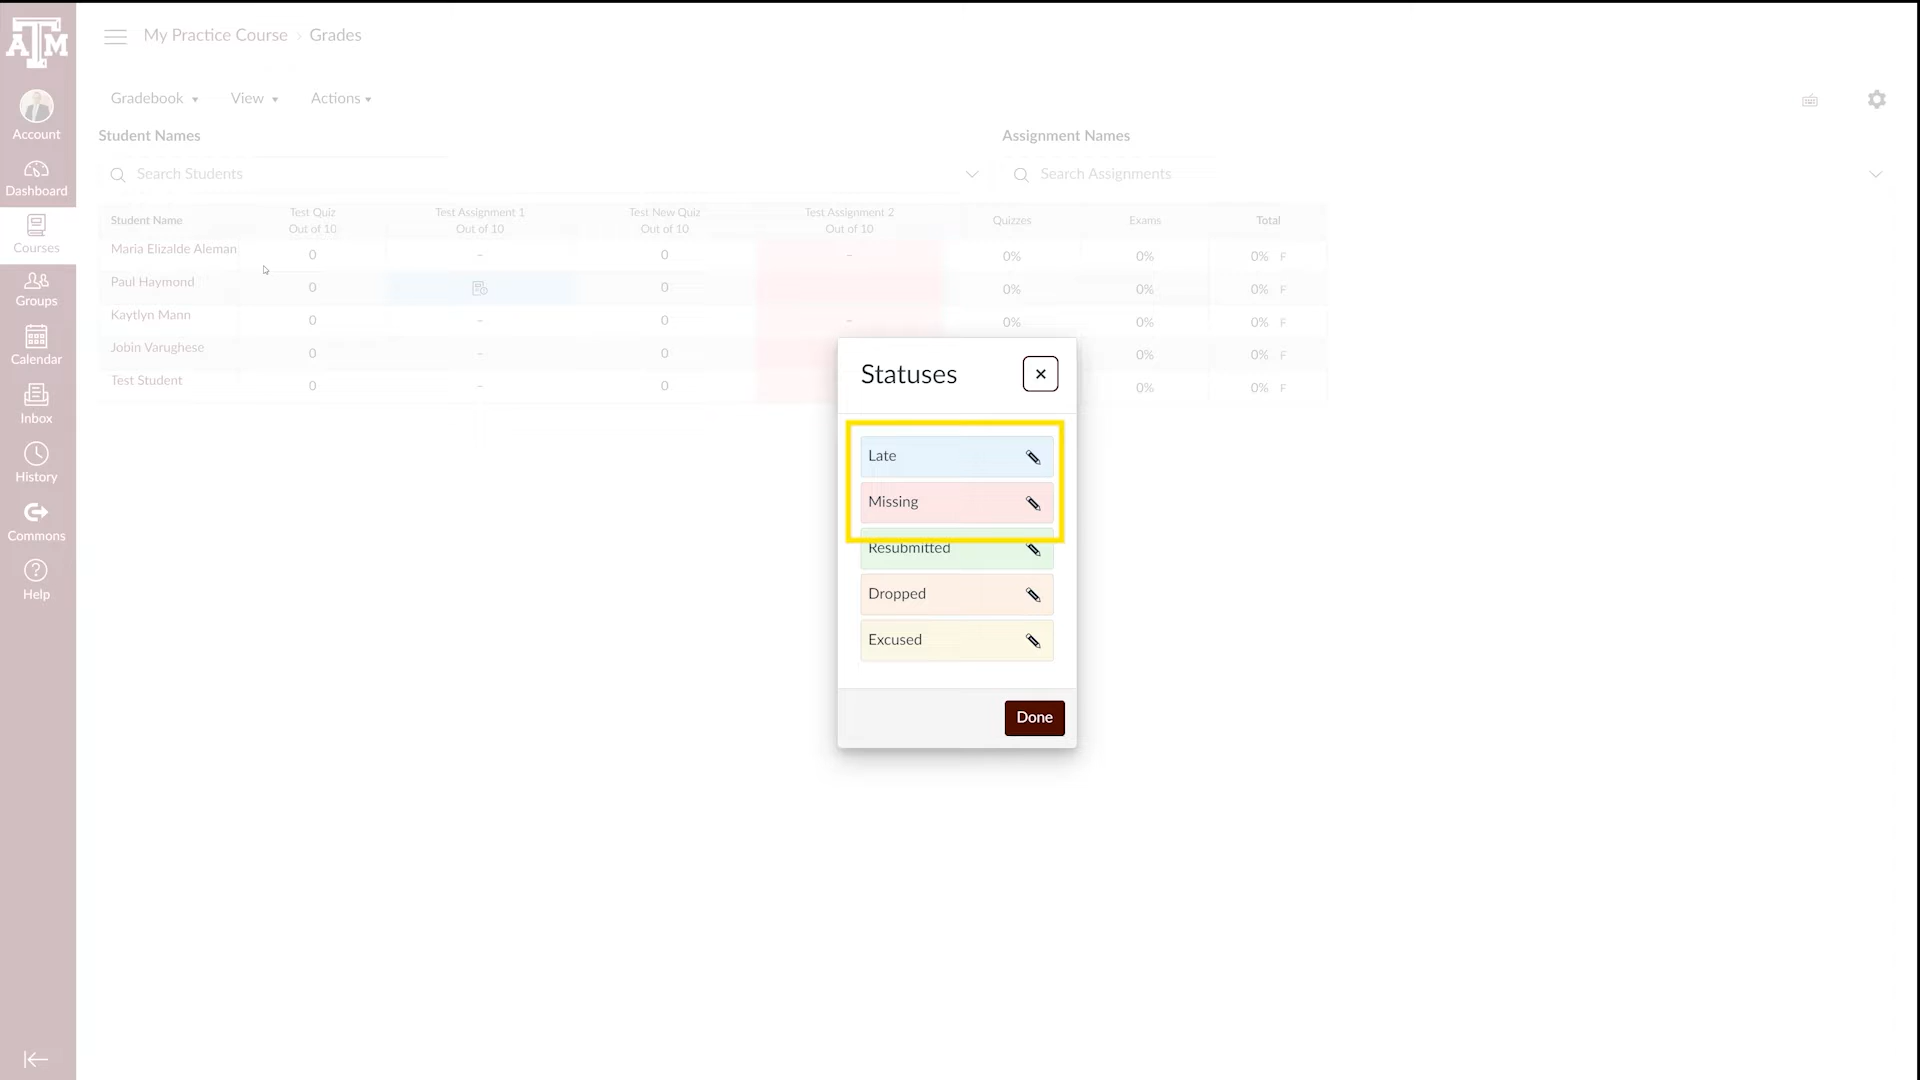 ATM
My Practice Course › Grades
Account
Dashboard
Courses
Groups
Calendar
Inbox
History
Commons
Help
Gradebook View Actions
Student Names Assignment Names
Search Students Search Assignments
Student Name Test Quiz Out of 10 Test Assignment 1 Out of 10 Test New Quiz Out of 10 Test Assignment 2 Out of 10 Quizzes Exams Total
Maria Elizalde Aleman 0 – 0 – 0% 0% 0% F
Paul Haymond 0 0 0% 0% 0% F
Kaytlyn Mann 0 – 0 – 0% 0% 0% F
Jobin Varughese 0 – 0 0% 0% F
Test Student 0 – 0 0% 0% F
Statuses
Late
Missing
Resubmitted
Dropped
Excused
Done